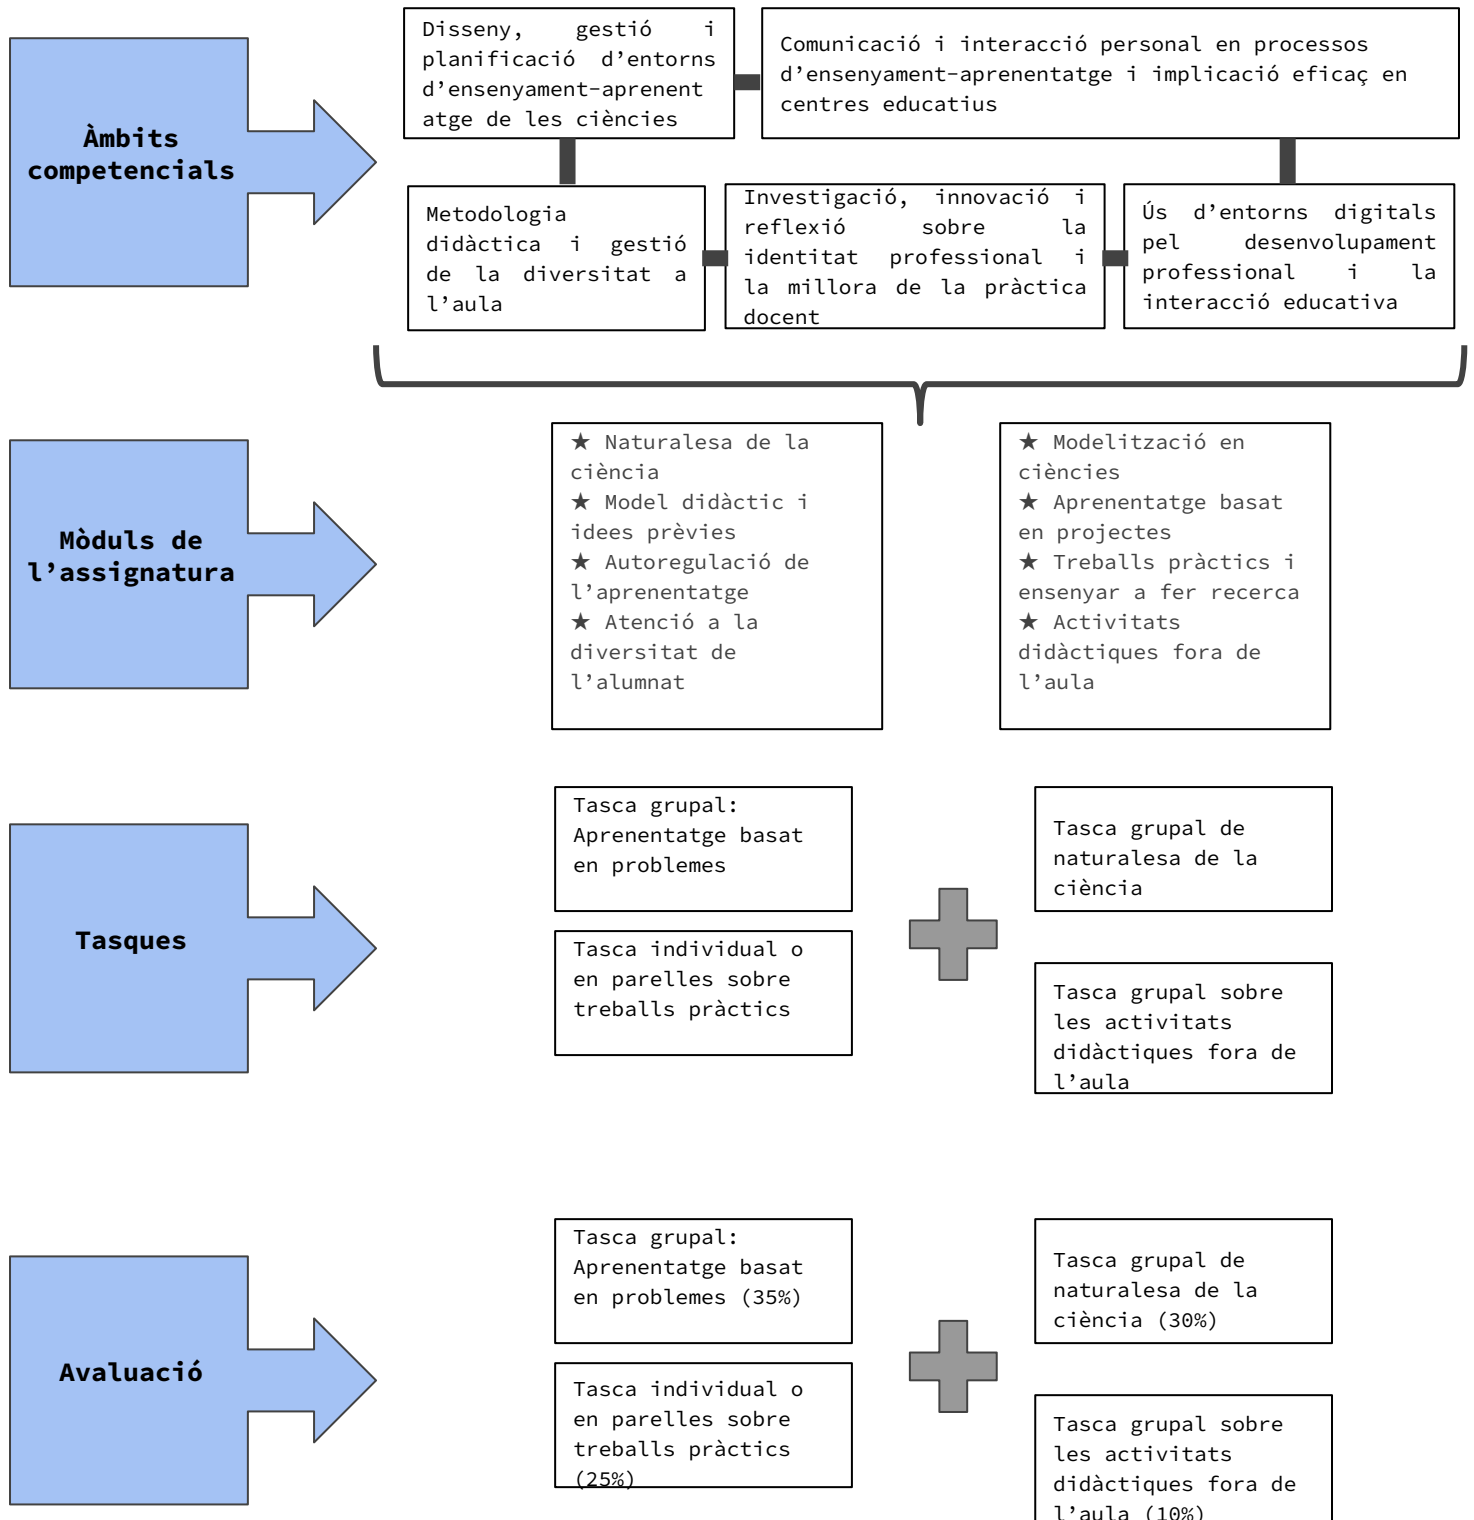 Àmbits
competencials
Disseny, gestió i
planificació d'entorns
d'ensenyament-aprenent
atge de les ciències
Comunicació i interacció personal en processos
d'ensenyament-aprenentatge i implicació eficaç en
centres educatius
Metodologia
didàctica i gestió
de la diversitat a
l'aula
Investigació, innovació i
reflexió sobre la
identitat professional i
la millora de la pràctica
docent
Ús d'entorns digitals
pel desenvolupament
professional i la
interacció educativa
Mòduls de
l'assignatura
★ Naturalesa de la
ciència
★ Model didàctic i
idees prèvies
★ Autoregulació de
l'aprenentatge
★ Atenció a la
diversitat de
l'alumnat
★ Modelització en
ciències
★ Aprenentatge basat
en projectes
★ Treballs pràctics i
ensenyar a fer recerca
★ Activitats
didàctiques fora de
l'aula
Tasques
Tasca grupal:
Aprenentatge basat
en problemes
Tasca individual o
en parelles sobre
treballs pràctics
Tasca grupal de
naturalesa de la
ciència
Tasca grupal sobre
les activitats
didàctiques fora de
l'aula
Avaluació
Tasca grupal:
Aprenentatge basat
en problemes (35%)
Tasca individual o
en parelles sobre
treballs pràctics
(25%)
Tasca grupal de
naturalesa de la
ciència (30%)
Tasca grupal sobre
les activitats
didàctiques fora de
l'aula (10%)